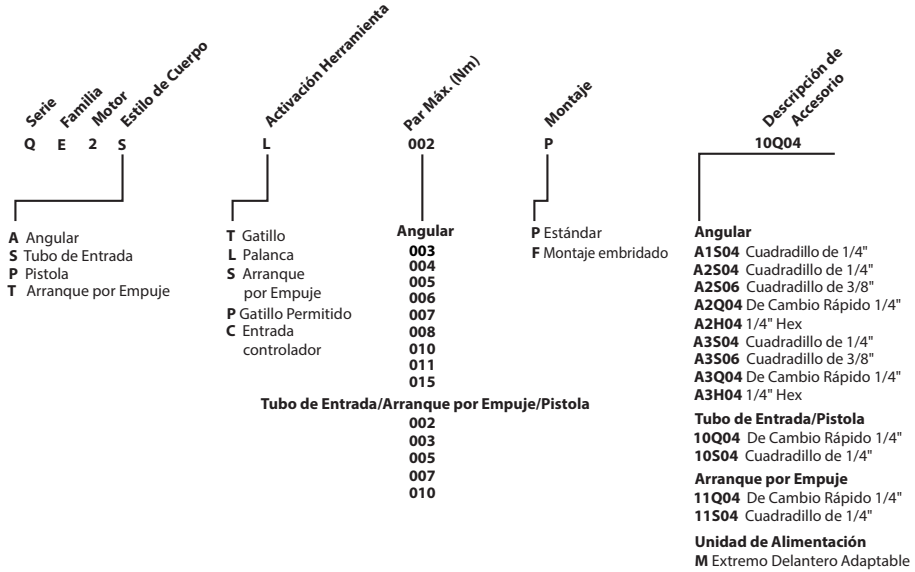 Serie
Familia
Motor
Estilo de Cuerpo
Activación Herramienta
Par Máx. (Nm)
Montaje
Descripción de
Accesorio
Q E 2 S L 002 P 10Q04
A Angular
S Tubo de Entrada
P Pistola
T Arranque por Empuje
T Gatillo
L Palanca
S Arranque
por Empuje
P Gatillo Permitido
C Entrada
controlador
Angular
003
004
005
006
007
008
010
011
015
Tubo de Entrada/Arranque por Empuje/Pistola
002
003
005
007
010
P Estándar
F Montaje embridado
Angular
A1S04 Cuadradillo de 1/4"
A2S04 Cuadradillo de 1/4"
A2S06 Cuadradillo de 3/8"
A2Q04 De Cambio Rápido 1/4"
A2H04 1/4" Hex
A3S04 Cuadradillo de 1/4"
A3S06 Cuadradillo de 3/8"
A3Q04 De Cambio Rápido 1/4"
A3H04 1/4" Hex
Tubo de Entrada/Pistola
10Q04 De Cambio Rápido 1/4"
10S04 Cuadradillo de 1/4"
Arranque por Empuje
11Q04 De Cambio Rápido 1/4"
11S04 Cuadradillo de 1/4"
Unidad de Alimentación
M Extremo Delantero Adaptable